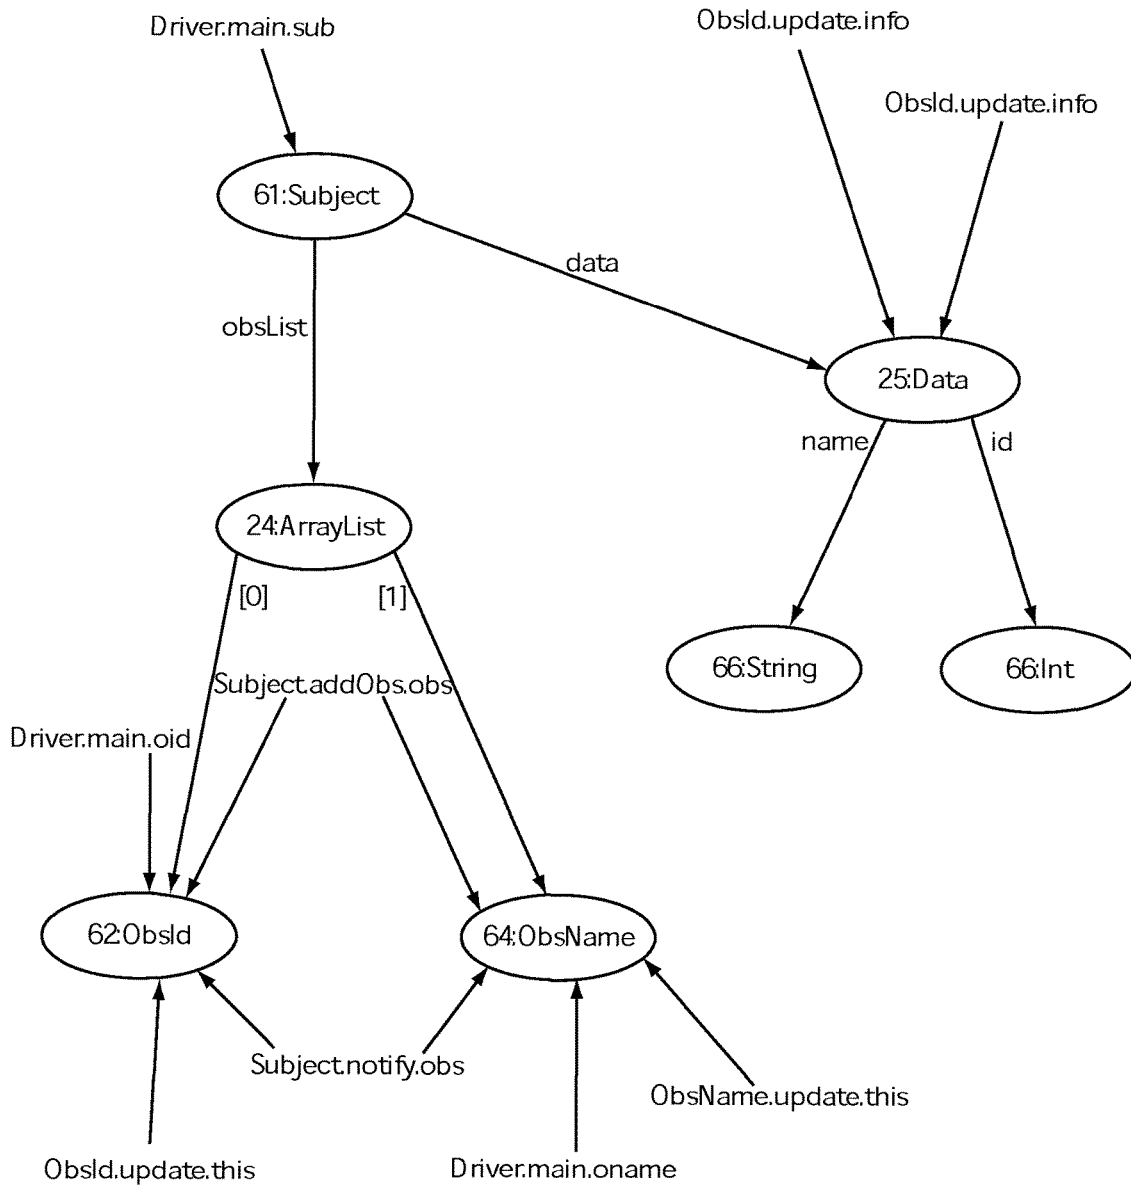 Driver.main.sub
ObsId.update.info
ObsId.update.info
61:Subject
data
obsList
25:Data
name
id
24:ArrayList
[0]
[1]
66:String
66:Int
Subject.addObs.obs
Driver.main.oid
62:ObsId
64:ObsName
Subject.notify.obs
ObsName.update.this
ObsId.update.this
Driver.main.oname